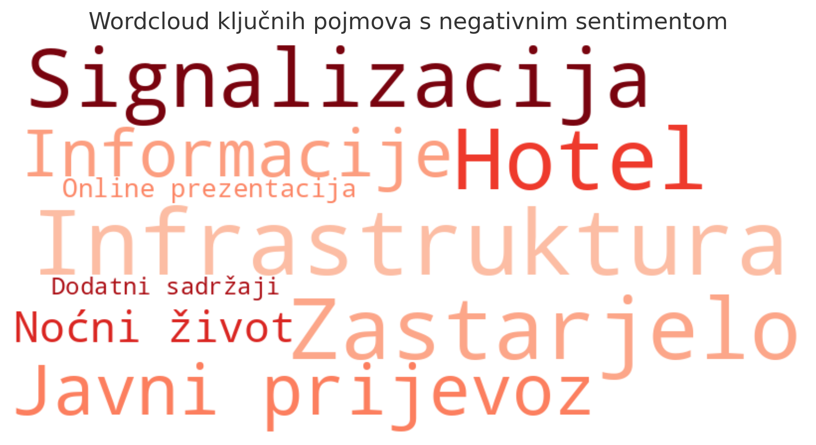 Wordcloud ključnih pojmova s negativnim sentimentom
Signalizacija
Informacije
Hotel
Online prezentacija
Infrastruktura
Dodatni sadržaji
Noćni život
Zastarjelo
Javni prijevoz